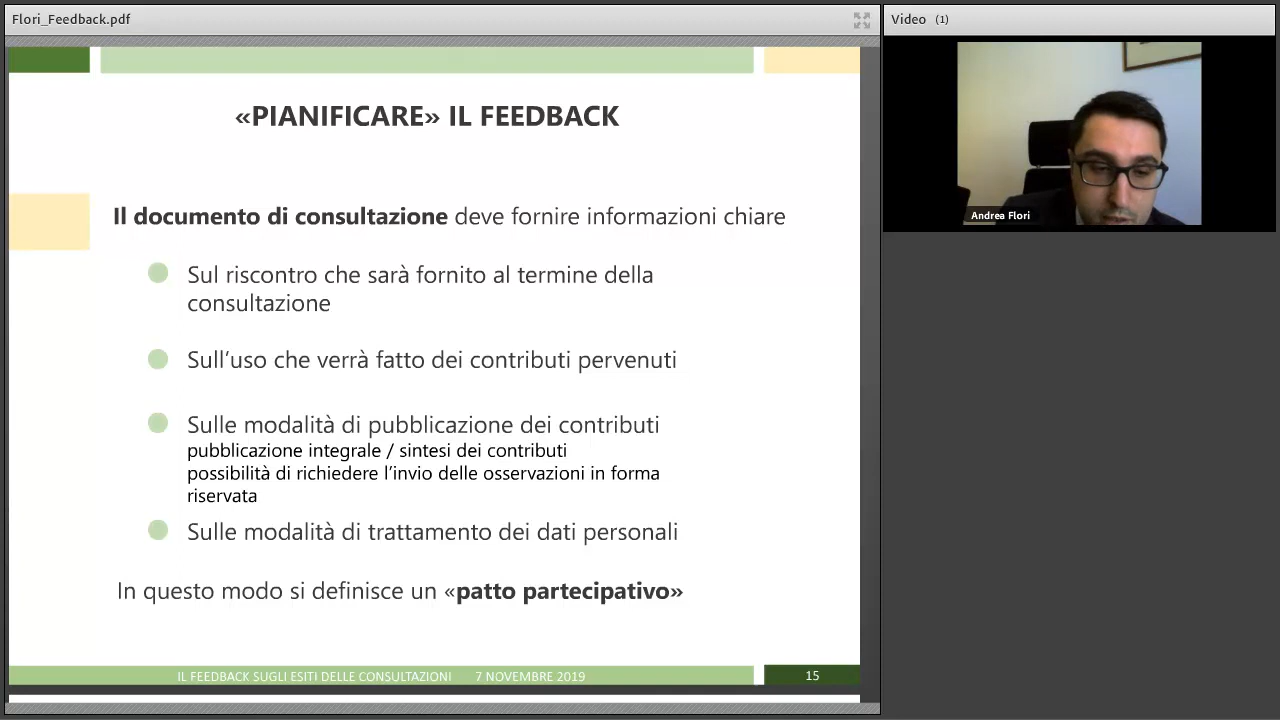 Flori_Feedback.pdf
Video (1)
«PIANIFICARE» IL FEEDBACK
Il documento di consultazione deve fornire informazioni chiare
Sul riscontro che sarà fornito al termine della
consultazione
Sull'uso che verrà fatto dei contributi pervenuti
Sulle modalità di pubblicazione dei contributi
pubblicazione integrale / sintesi dei contributi
possibilità di richiedere l'invio delle osservazioni in forma
riservata
Sulle modalità di trattamento dei dati personali
In questo modo si definisce un «patto partecipativo»
IL FEEDBACK SUGLI ESITI DELLE CONSULTAZIONI 7 NOVEMBRE 2019
15
Andrea Flori